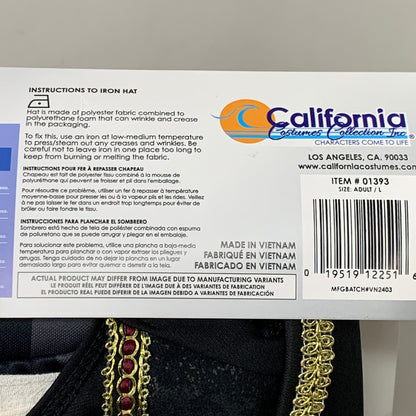 INSTRUCTIONS TO IRON HAT
Hat is made of polyester fabric combined to
polyurethane foam that can wrinkle and crease
in the packaging.
To fix this, use an iron at low-medium temperature
to press/steam out any creases and wrinkles. Be
careful not to leave iron in one place too long to
keep from burning or melting the fabric.
INSTRUCTIONS POUR FER À REPASSER CHAPEAU
Chapeau est fait de polyester combiné à la mousse de
polyuréthane qui peuvent se froisser et pli dans l'emballage.
Pour résoudre ce problème, utilisez un fer à repasser à température
moyenne-basse pour presser les ou à la vapeur plis et les rides. Veillez
à ne pas laisser le fer dans un endroit trop longtemps pour éviter de
brûler ou faire fondre le tissu.
INSTRUCCIONES PARA PLANCHAR EL SOMBRERO
Sombrero está hecho de tela de poliéster combinado con
espuma de poliuretano que pueden arrugar y plegar en el embalaje.
Para solucionar este problema, utilice una plancha a baja-media
temperatura para planchar o con vapor extirpar los pliegues y
arrugas. Tenga cuidado de no dejar la plancha en un lugar
demasiado rato para evitar quemar o derretir la tela.
California
Costumes Collection Inc.®
CHARACTERS COME TO LIFE
LOS ANGELES, CA. 90033
www.californiacostumes.com
ITEM # 01393
SIZE: ADULT / L
0 19519 12251 6
MFGBATCH#VN2403
MADE IN VIETNAM
FABRIQUÉ EN VIETNAM
FABRICADO EN VIETNAM
ACTUAL PRODUCT MAY DIFFER FROM IMAGE DUE TO MANUFACTURING VARIANTS
LE PRODUIT RÉEL PEUT DIFFÉRER DE L'IMAGE DUE À DES VARIANTES DE FABRICATION
EL PRODUCTO REAL PUEDE DIFERIR DE LA IMAGEN DEBIDO A VARIANTES DE FABRICACION